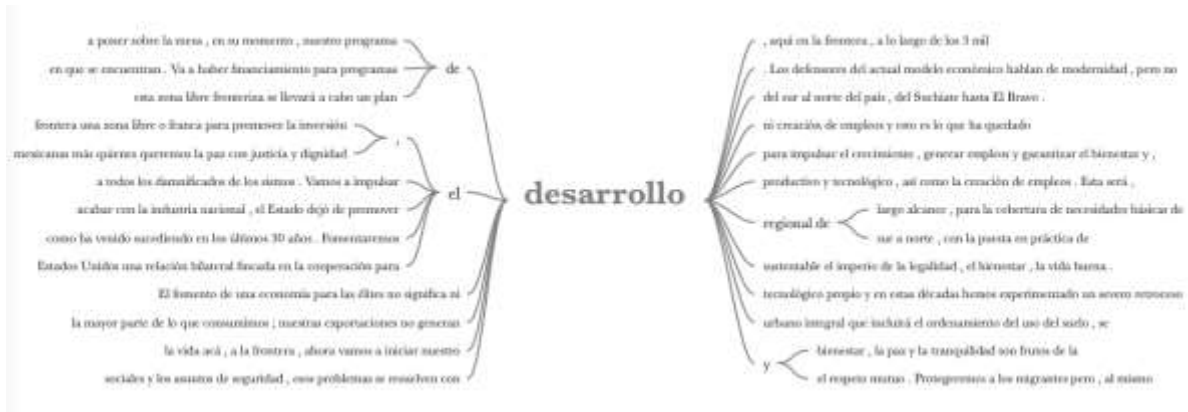 a poner sobre la mesa , en su momento , nuestro programa
en que se encuentran . Va a haber financiamiento para programas
esta zona libre fronteriza se llevará a cabo un plan
de
frontera una zona libre o franca para promover la inversión
mexicanas más quienes queremos la paz con justicia y dignidad
,
a todos los damnificados de los sismos . Vamos a impulsar
acabar con la industria nacional , el Estado dejó de promover
como ha venido sucediendo en los últimos 30 años . Fomentaremos
Estados Unidos una relación bilateral fincada en la cooperación para
el
El fomento de una economía para las élites no significa ni
la mayor parte de lo que consumimos ; nuestras exportaciones no generan
la vida acá , a la frontera , ahora vamos a iniciar nuestro
sociales y los asuntos de seguridad , esos problemas se resuelven con
desarrollo
, aquí en la frontera , a lo largo de los 3 mil
. Los defensores del actual modelo económico hablan de modernidad , pero no
del sur al norte del país , del Suchiate hasta El Bravo .
ni creación de empleos y esto es lo que ha quedado
para impulsar el crecimiento , generar empleos y garantizar el bienestar y ,
productivo y tecnológico , así como la creación de empleos . Esta será ,
regional de
largo alcance , para la cobertura de necesidades básicas de
sur a norte , con la puesta en práctica de
sustentable el imperio de la legalidad , el bienestar , la vida buena .
tecnológico propio y en estas décadas hemos experimentado un severo retroceso
urbano integral que incluirá el ordenamiento del uso del suelo , se
y
bienestar , la paz y la tranquilidad son frutos de la
el respeto mutuo . Protegeremos a los migrantes pero , al mismo